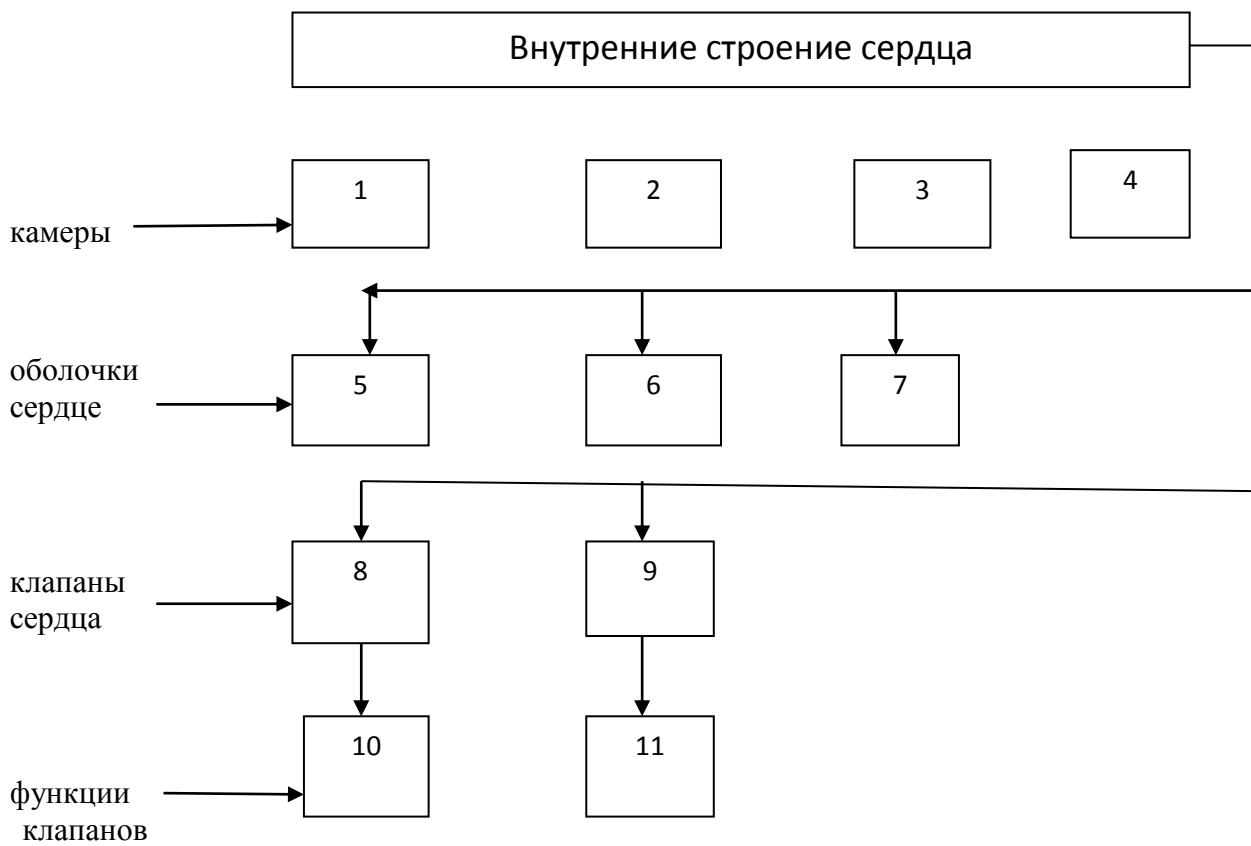 Внутренние строение сердца
1
2
3
4
камеры
5
6
7
оболочки
сердце
8
9
клапаны
сердца
10
11
функции
клапанов